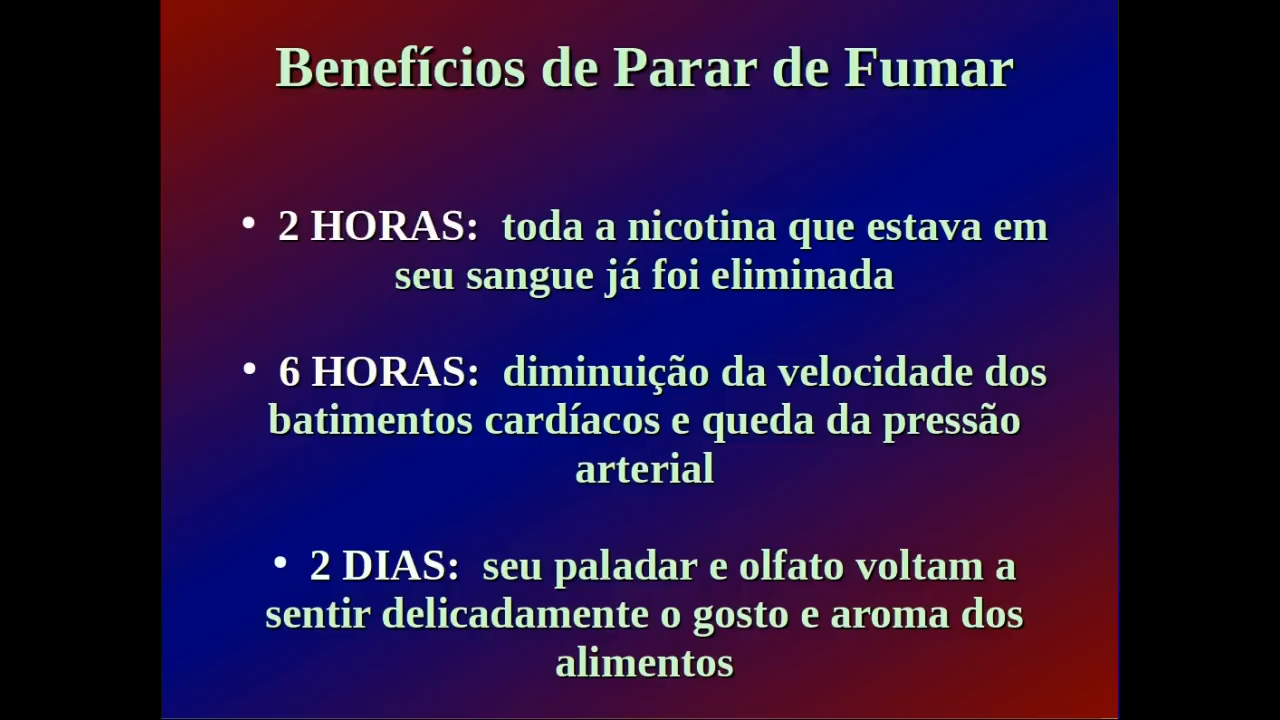 Benefícios de Parar de Fumar
• 2 HORAS: toda a nicotina que estava em
seu sangue já foi eliminada
• 6 HORAS: diminuição da velocidade dos
batimentos cardíacos e queda da pressão
arterial
• 2 DIAS: seu paladar e olfato voltam a
sentir delicadamente o gosto e aroma dos
alimentos